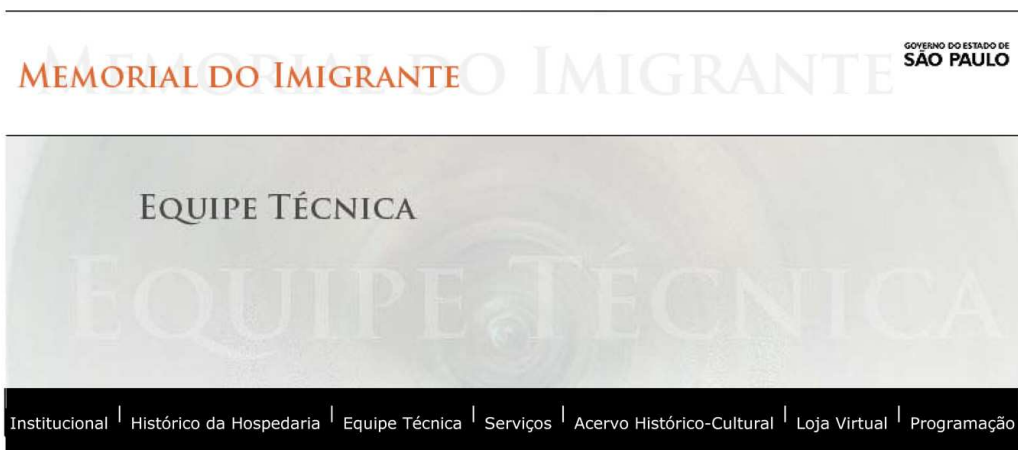 MEMORIAL DO IMIGRANTE
MEMORIAL DO IMIGRANTE
GOVERNO DO ESTADO DE
SÃO PAULO
EQUIPE TÉCNICA
EQUIPE TÉCNICA
Institucional | Histórico da Hospedaria | Equipe Técnica | Serviços | Acervo Histórico-Cultural | Loja Virtual | Programação